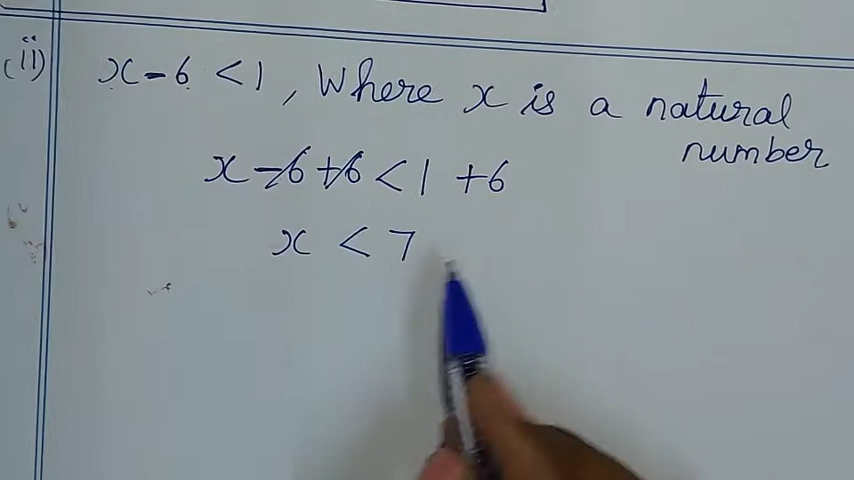 (ii) x - 6 < 1, Where x is a natural
number
x - 6 + 6 < 1 + 6
x < 7